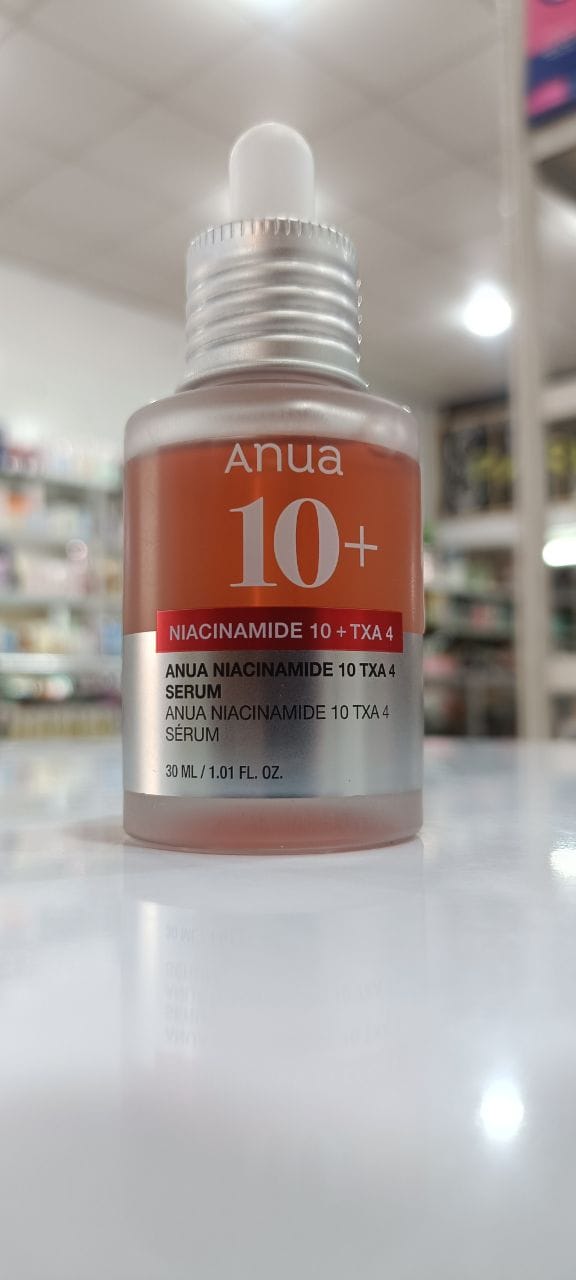 Anua
10+
NIACINAMIDE 10 + TXA 4
ANUA NIACINAMIDE 10 TXA 4
SERUM
ANUA NIACINAMIDE 10 TXA 4
SÉRUM
30 ML / 1.01 FL. OZ.